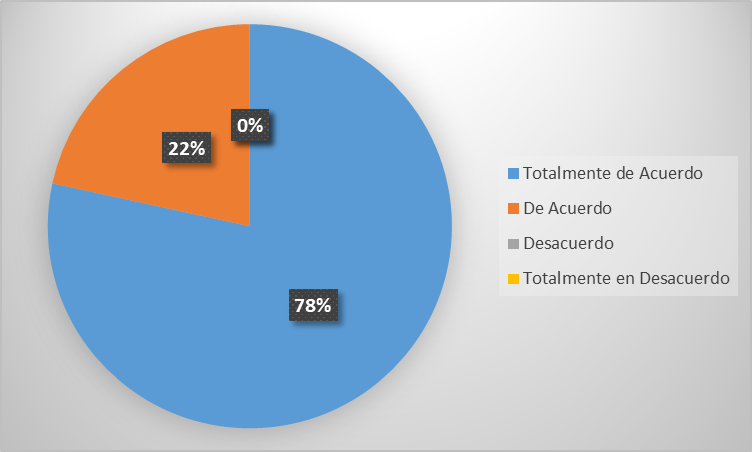 0%
22%
78%
Totalmente de Acuerdo
De Acuerdo
Desacuerdo
Totalmente en Desacuerdo